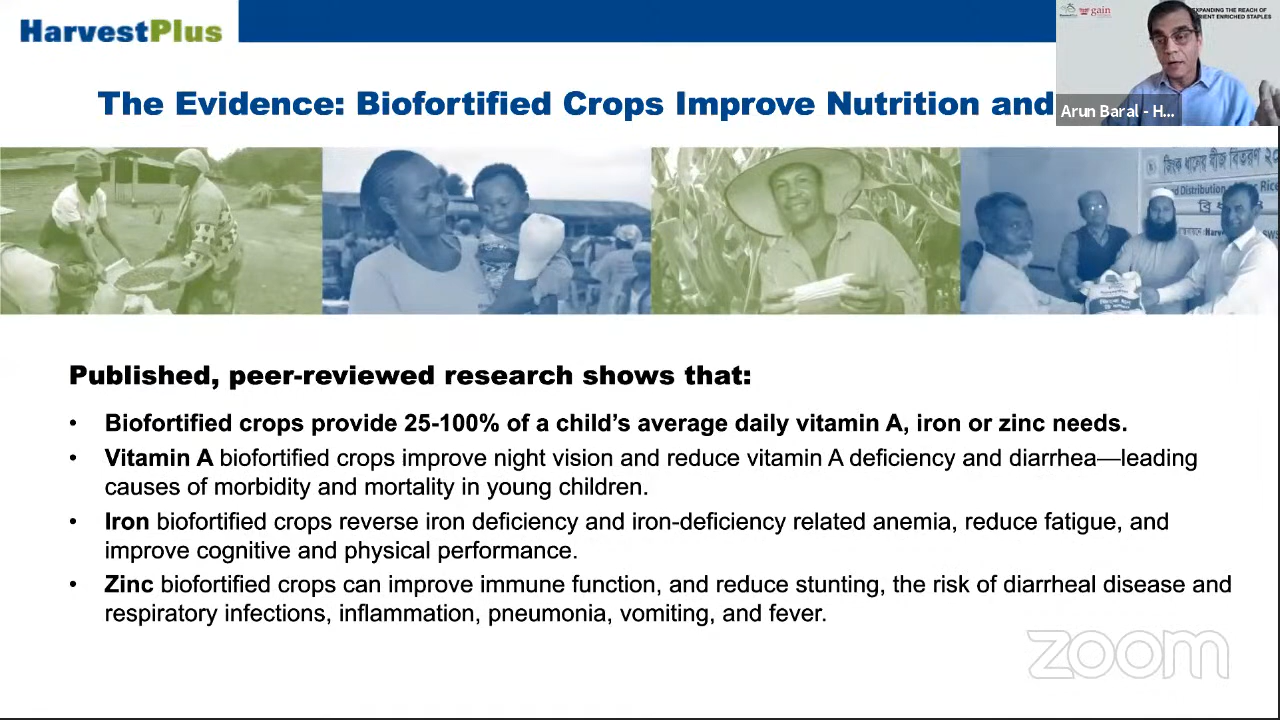 HarvestPlus
gain
EXPANDING THE REACH OF
NUTRIENT ENRICHED STAPLES
Arun Baral - H...
The Evidence: Biofortified Crops Improve Nutrition and
জিংক ধানের বীজ বিতরণ
Distribution
Rice
Published, peer-reviewed research shows that:
• Biofortified crops provide 25-100% of a child’s average daily vitamin A, iron or zinc needs.
• Vitamin A biofortified crops improve night vision and reduce vitamin A deficiency and diarrhea—leading
causes of morbidity and mortality in young children.
• Iron biofortified crops reverse iron deficiency and iron-deficiency related anemia, reduce fatigue, and
improve cognitive and physical performance.
• Zinc biofortified crops can improve immune function, and reduce stunting, the risk of diarrheal disease and
respiratory infections, inflammation, pneumonia, vomiting, and fever.
zoom